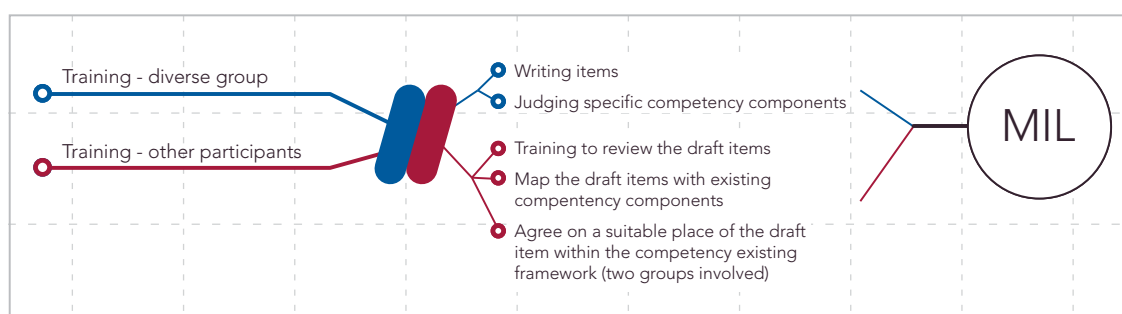 Training - diverse group
Training - other participants
Writing items
Judging specific competency components
Training to review the draft items
Map the draft items with existing
compentency components
Agree on a suitable place of the draft
item within the competency existing
framework (two groups involved)
MIL